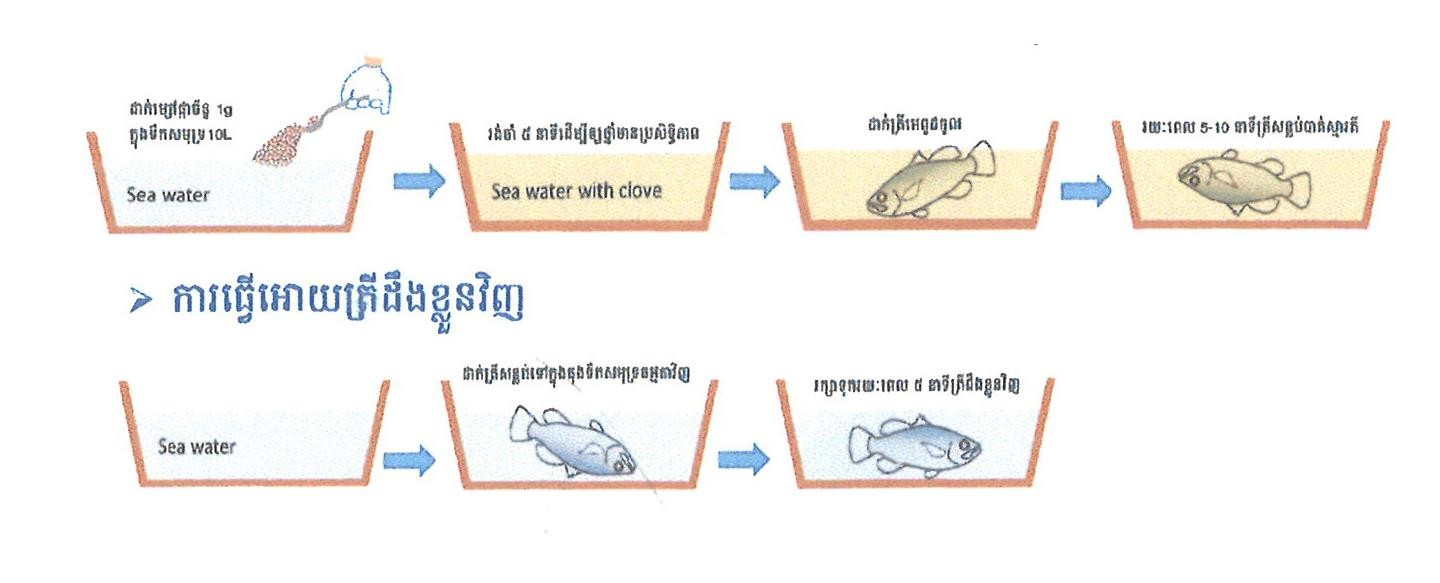 ដាក់ម្សៅផ្កាច័ន្ទ 1g
ក្នុងទឹកសមុទ្រ 10L
Sea water
រង់ចាំ ៥ នាទីដើម្បីឲ្យថ្នាំមានប្រសិទ្ធិភាព
Sea water with clove
ដាក់ត្រីមេពូជចូល
រយៈពេល 5-10 នាទីត្រីសន្លប់បាត់ស្មារតី
➢ ការធ្វើអោយត្រីដឹងខ្លួនវិញ
Sea water
ដាក់ត្រីសន្លប់ទៅក្នុងធុងទឹកសមុទ្រធម្មតាវិញ
រក្សាទុករយៈពេល ៥ នាទីត្រីដឹងខ្លួនវិញ